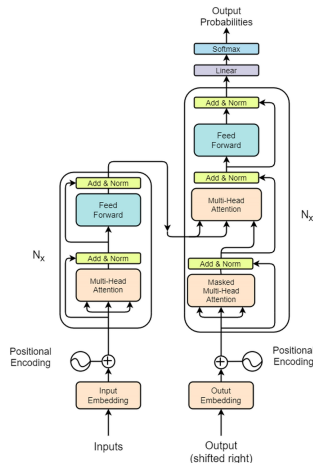 Output
Probabilities
Softmax
Linear
Add & Norm
Feed
Forward
Add & Norm
Multi-Head
Attention
Nx
Add & Norm
Masked
Multi-Head
Attention
Positional
Encoding
Outut
Embedding
Output
(shifted right)
Add & Norm
Feed
Forward
Nx
Add & Norm
Multi-Head
Attention
Positional
Encoding
Input
Embedding
Inputs